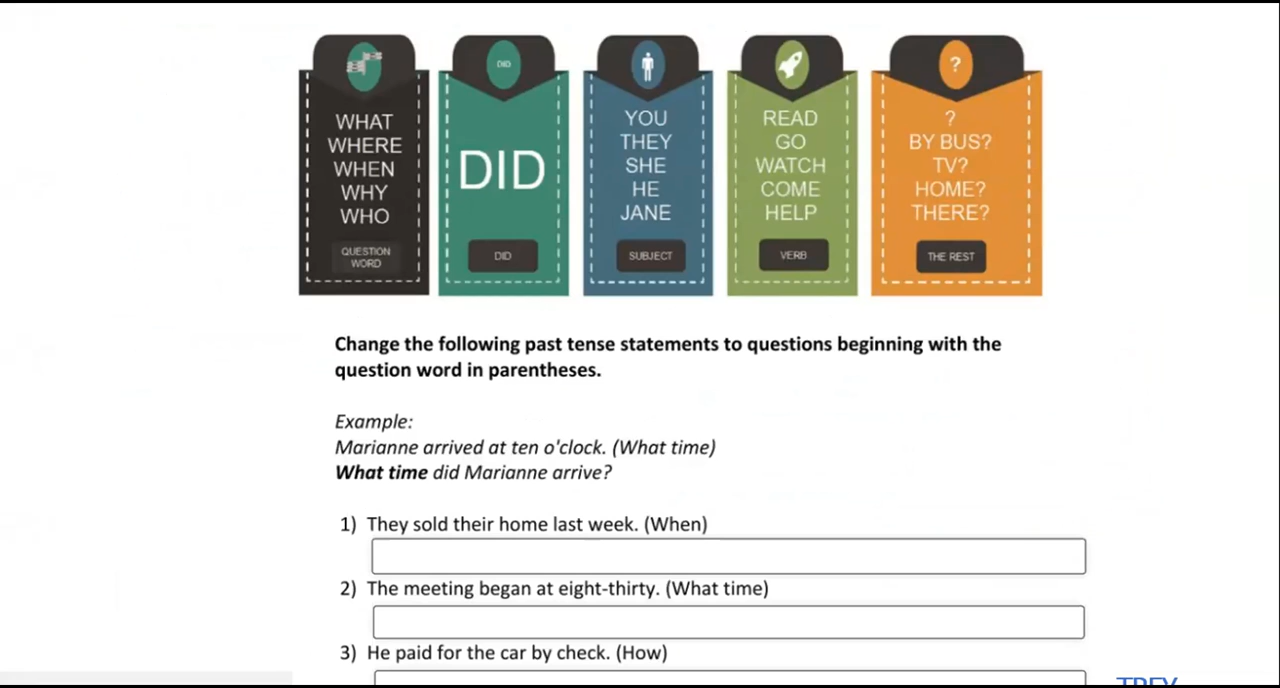 WHAT
WHERE
WHEN
WHY
WHO
QUESTION
WORD
DID
DID
DID
YOU
THEY
SHE
HE
JANE
SUBJECT
READ
GO
WATCH
COME
HELP
VERB
?
?
BY BUS?
TV?
HOME?
THERE?
THE REST
Change the following past tense statements to questions beginning with the
question word in parentheses.
Example:
Marianne arrived at ten o'clock. (What time)
What time did Marianne arrive?
1) They sold their home last week. (When)
2) The meeting began at eight-thirty. (What time)
3) He paid for the car by check. (How)